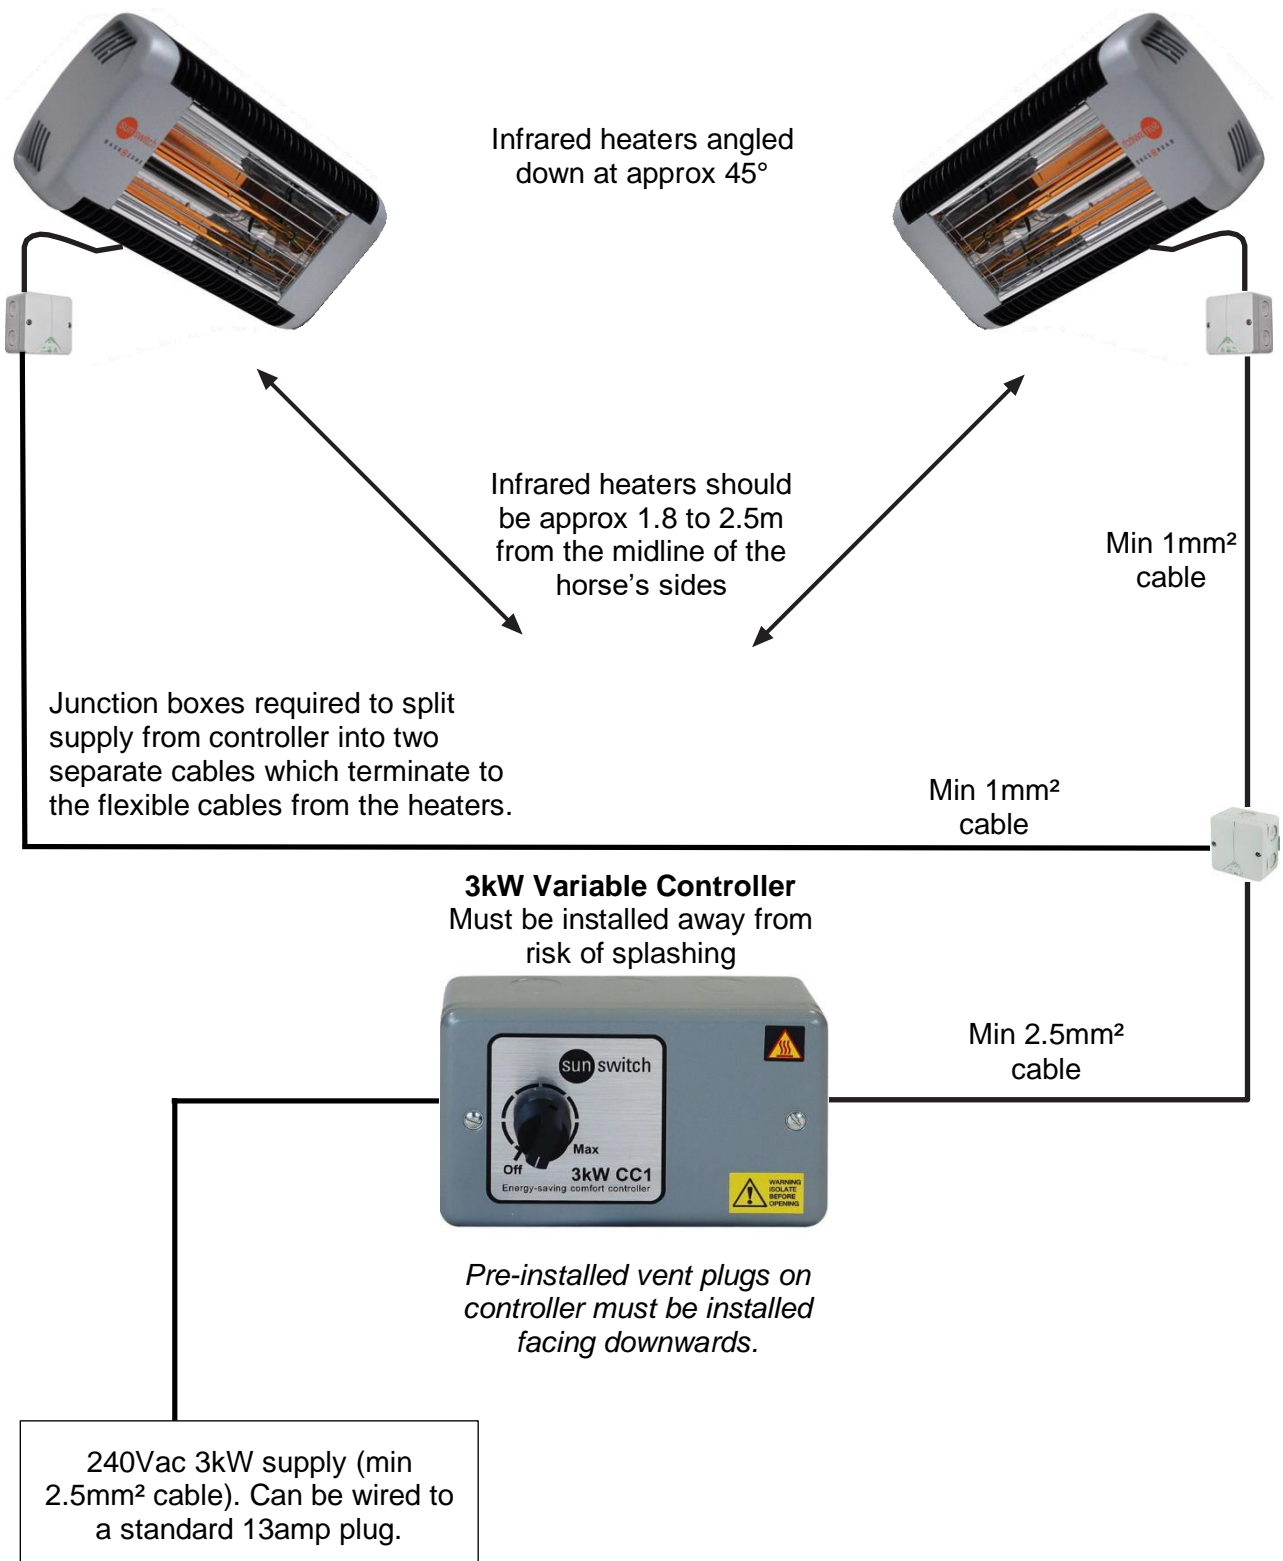 sunswitch
sunswitch
Infrared heaters angled
down at approx 45°
Infrared heaters should
be approx 1.8 to 2.5m
from the midline of the
horse’s sides
Min 1mm²
cable
Junction boxes required to split
supply from controller into two
separate cables which terminate to
the flexible cables from the heaters.
Min 1mm²
cable
3kW Variable Controller
Must be installed away from
risk of splashing
sun switch
Off
Max
3kW CC1
Energy-saving comfort controller
WARNING
ISOLATE
BEFORE
OPENING
Min 2.5mm²
cable
Pre-installed vent plugs on
controller must be installed
facing downwards.
240Vac 3kW supply (min
2.5mm² cable). Can be wired to
a standard 13amp plug.